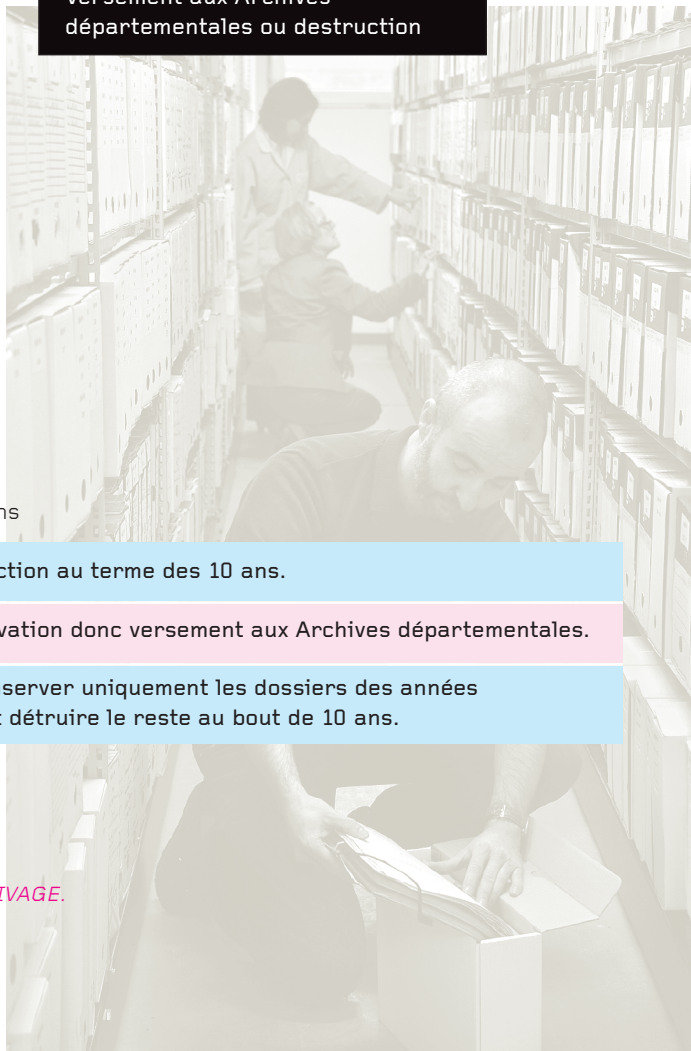 versement aux Archives
départementales ou destruction
ns
ction au terme des 10 ans.
vation donc versement aux Archives départementales.
server uniquement les dossiers des années
t détruire le reste au bout de 10 ans.
IVAGE.